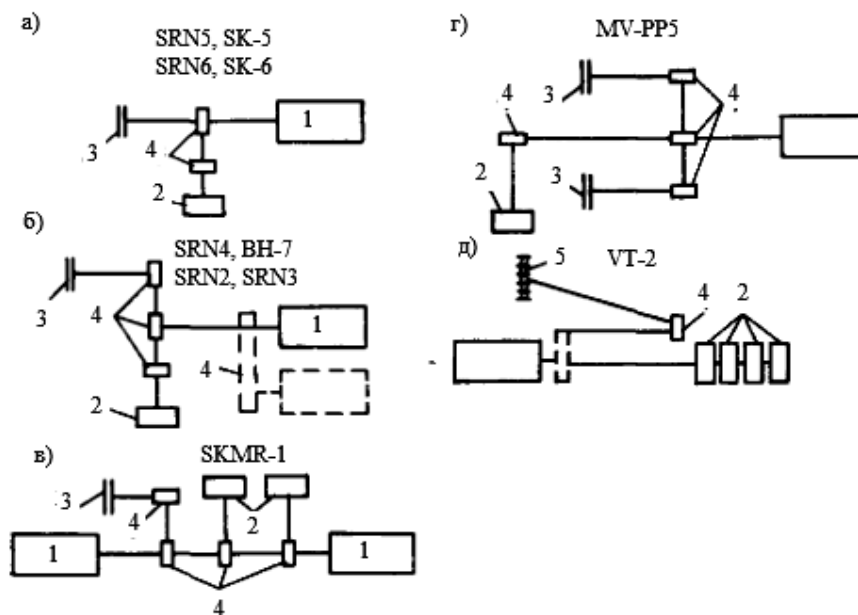 а)
SRN5, SK-5
SRN6, SK-6
1
3
4
2
б)
SRN4, BH-7
SRN2, SRN3
3
4
1
4
2
в)
SKMR-1
3
4
2
1
1
4
г)
MV-PP5
3
4
4
2
3
д)
VT-2
5
4
2